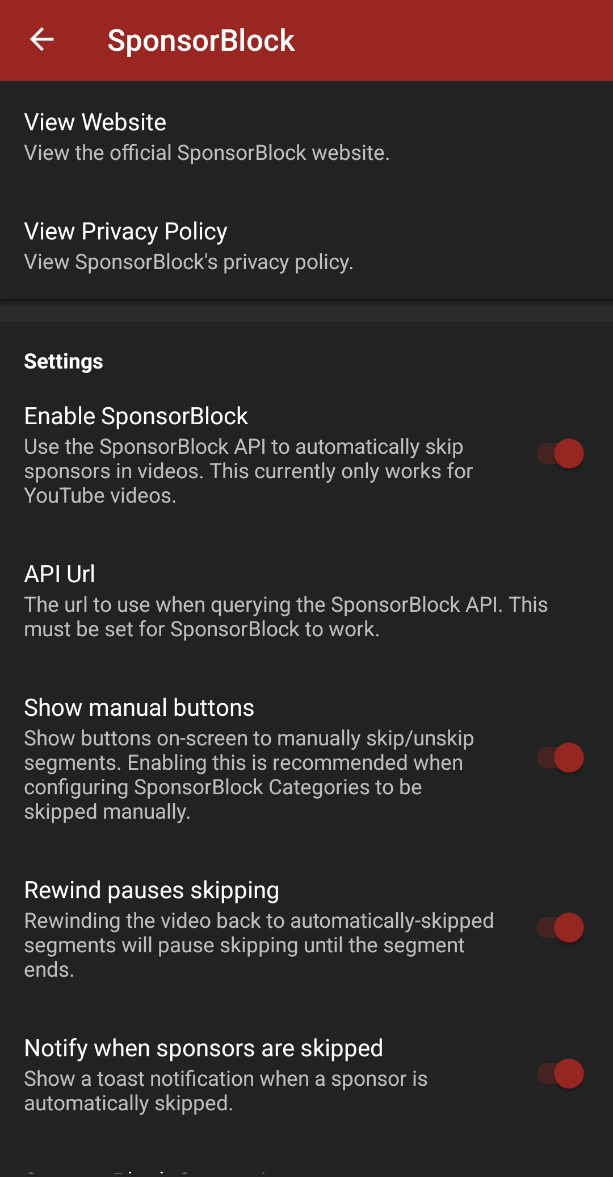 SponsorBlock
View Website
View the official SponsorBlock website.
View Privacy Policy
View SponsorBlock's privacy policy.
Settings
Enable SponsorBlock
Use the SponsorBlock API to automatically skip
sponsors in videos. This currently only works for
YouTube videos.
API Url
The url to use when querying the SponsorBlock API. This
must be set for SponsorBlock to work.
Show manual buttons
Show buttons on-screen to manually skip/unskip
segments. Enabling this is recommended when
configuring SponsorBlock Categories to be
skipped manually.
Rewind pauses skipping
Rewinding the video back to automatically-skipped
segments will pause skipping until the segment
ends.
Notify when sponsors are skipped
Show a toast notification when a sponsor is
automatically skipped.